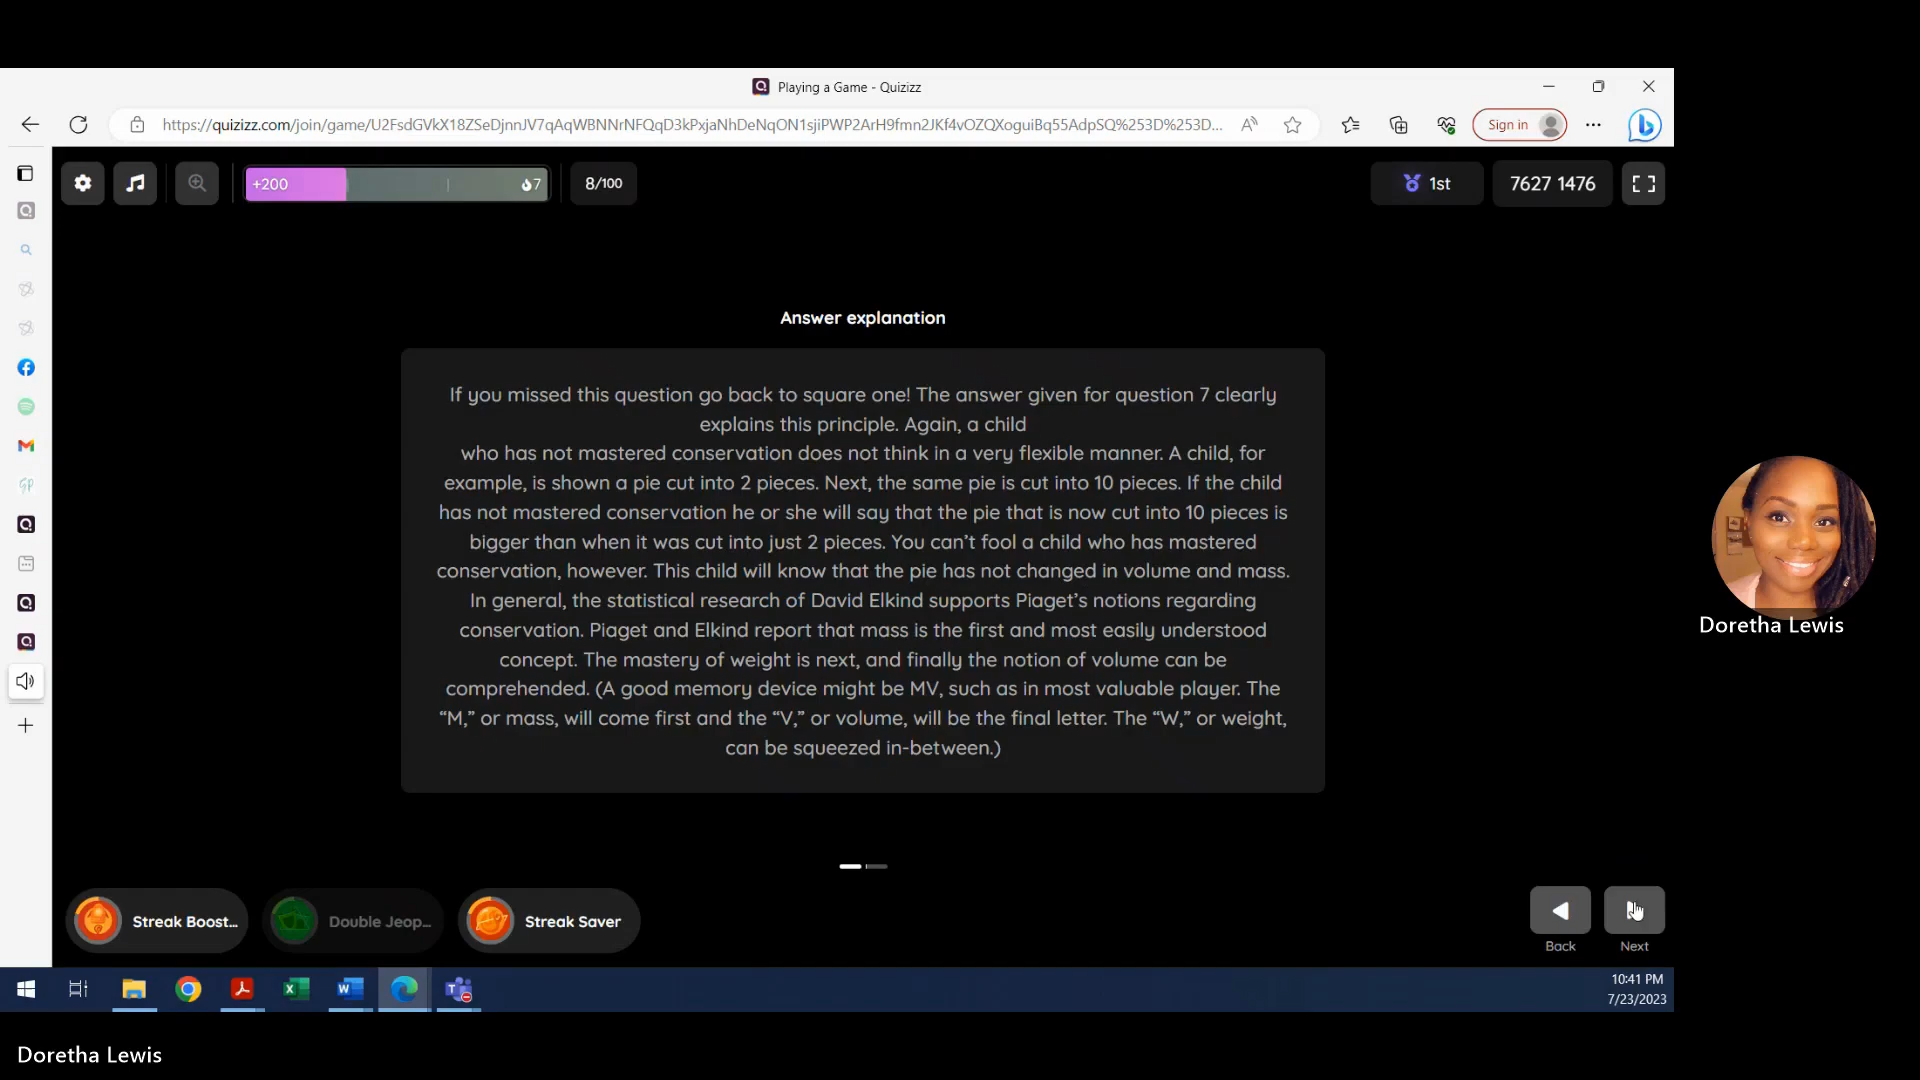 Playing a Game - Quizizz
https://quizizz.com/join/game/U2FsdGVkX18ZSeDjnnJV7qAqWBNNrNFQqD3kPxjaNhDeNqON1sjiPWP2ArH9fmn2JKf4vOZQXoguiBq55AdpSQ%253D%253D...
Sign in
+200
7
8/100
1st
7627 1476
Answer explanation
If you missed this question go back to square one! The answer given for question 7 clearly
explains this principle. Again, a child
who has not mastered conservation does not think in a very flexible manner. A child, for
example, is shown a pie cut into 2 pieces. Next, the same pie is cut into 10 pieces. If the child
has not mastered conservation he or she will say that the pie that is now cut into 10 pieces is
bigger than when it was cut into just 2 pieces. You can’t fool a child who has mastered
conservation, however. This child will know that the pie has not changed in volume and mass.
In general, the statistical research of David Elkind supports Piaget’s notions regarding
conservation. Piaget and Elkind report that mass is the first and most easily understood
concept. The mastery of weight is next, and finally the notion of volume can be
comprehended. (A good memory device might be MV, such as in most valuable player. The
“M,” or mass, will come first and the “V,” or volume, will be the final letter. The “W,” or weight,
can be squeezed in-between.)
Doretha Lewis
Streak Boost...
Double Jeop...
Streak Saver
Back
Next
10:41 PM
7/23/2023
Doretha Lewis